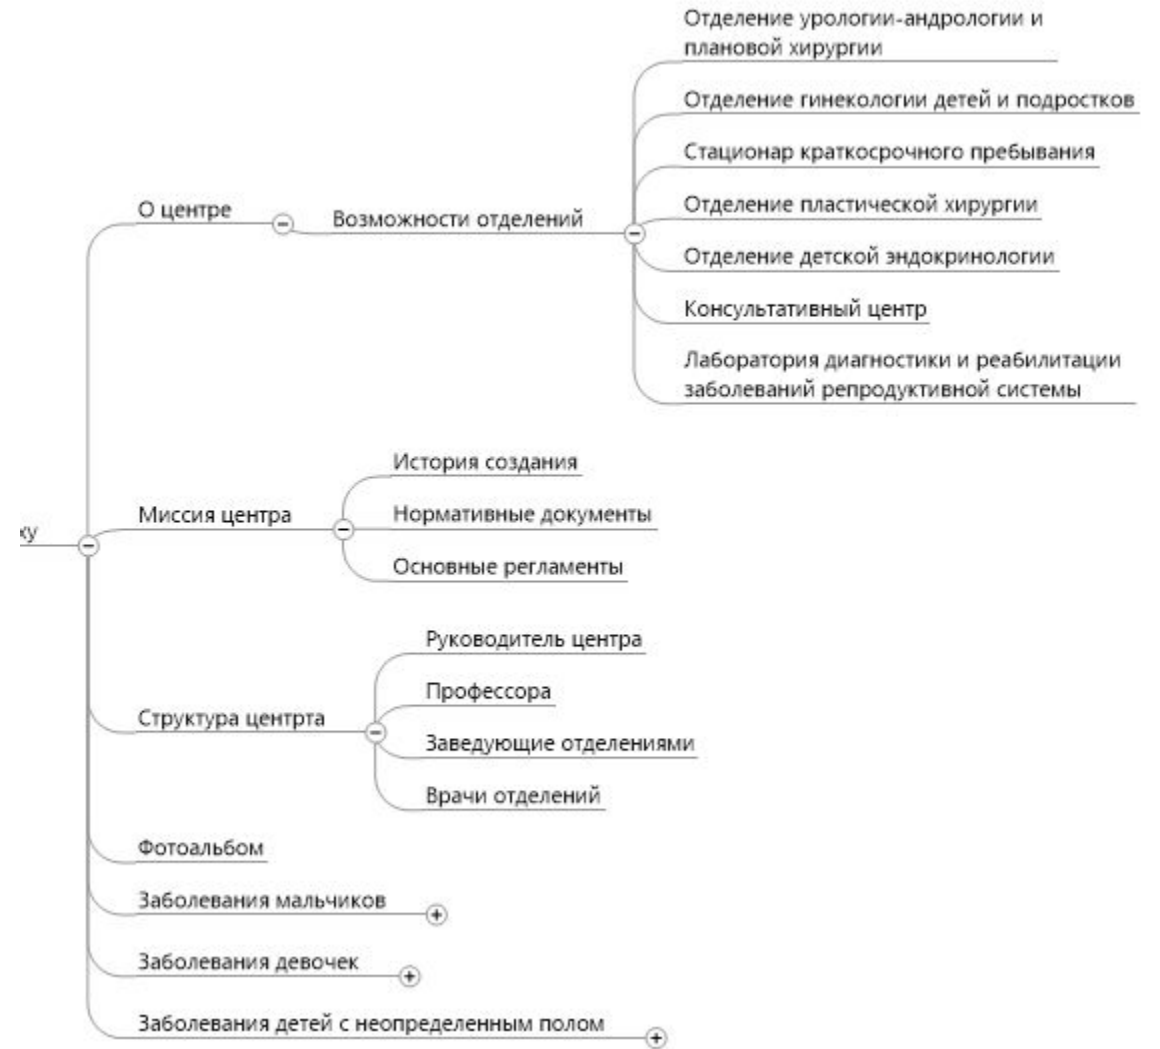 Отделение урологии-андрологии и
плановой хирургии
Отделение гинекологии детей и подростков
Стационар краткосрочного пребывания
О центре
Возможности отделений
Отделение пластической хирургии
Отделение детской эндокринологии
Консультативный центр
Лаборатория диагностики и реабилитации
заболеваний репродуктивной системы
История создания
Миссия центра
Нормативные документы
Основные регламенты
Руководитель центра
Профессора
Структура центрта
Заведующие отделениями
Врачи отделений
Фотоальбом
Заболевания мальчиков
Заболевания девочек
Заболевания детей с неопределенным полом